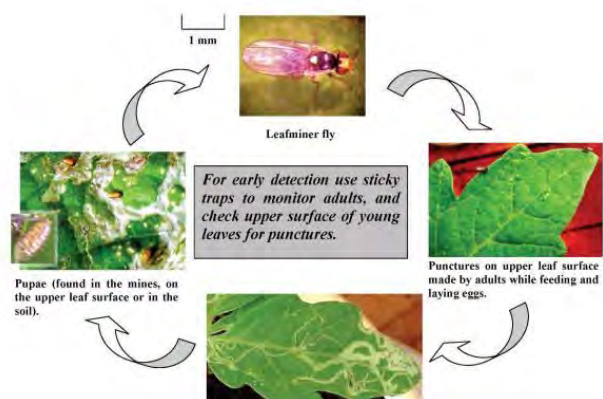 1 mm
Leafminer fly
For early detection use sticky
traps to monitor adults, and
check upper surface of young
leaves for punctures.
Punctures on upper leaf surface
made by adults while feeding and
laying eggs.
Pupae (found in the mines, on
the upper leaf surface or in the
soil).